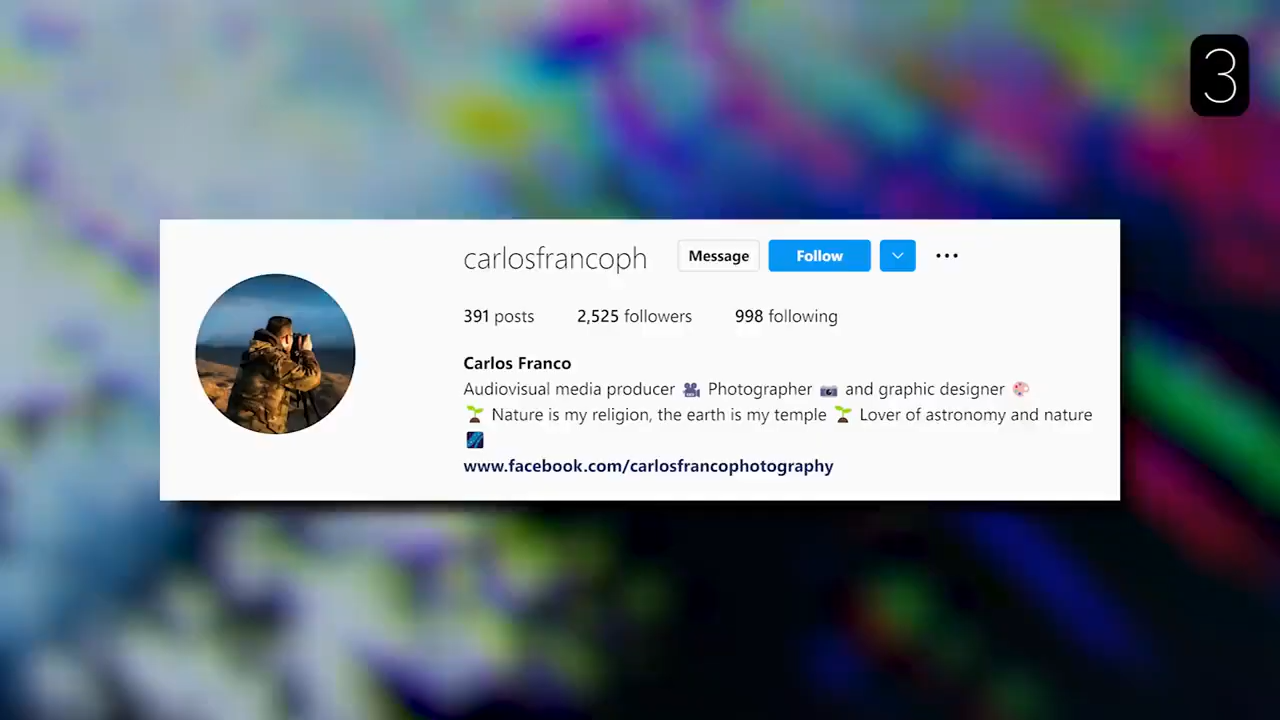 3
carlosfrancoph Message Follow
391 posts 2,525 followers 998 following
Carlos Franco
Audiovisual media producer 🎥 Photographer 📷 and graphic designer 🎨
🌱 Nature is my religion, the earth is my temple 🌱 Lover of astronomy and nature
🌌
www.facebook.com/carlosfrancophotography